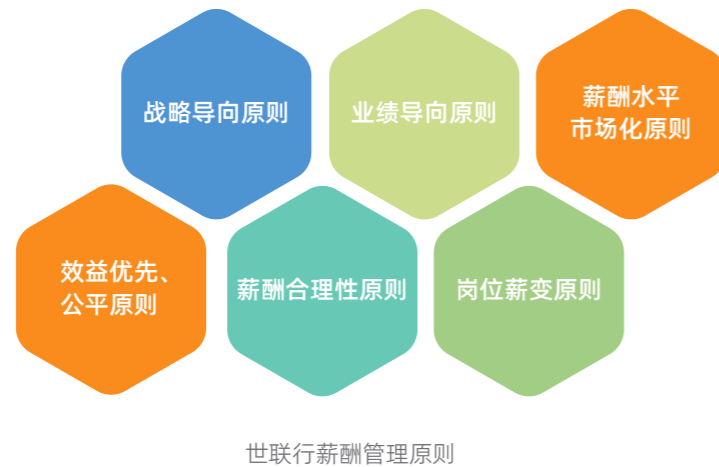 战略导向原则
业绩导向原则
薪酬水平
市场化原则
效益优先、
公平原则
薪酬合理性原则
岗位薪变原则
世联行薪酬管理原则